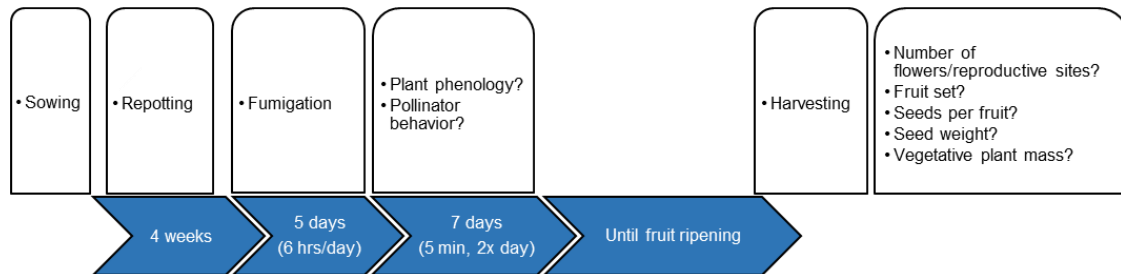 • Sowing
• Repotting
• Fumigation
• Plant phenology?
• Pollinator
behavior?
• Harvesting
• Number of
flowers/reproductive sites?
• Fruit set?
• Seeds per fruit?
• Seed weight?
• Vegetative plant mass?
4 weeks
5 days
(6 hrs/day)
7 days
(5 min, 2x day)
Until fruit ripening